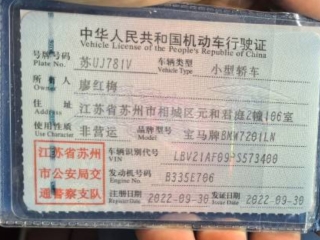 中华人民共和国机动车行驶证
Vehicle License of the People's Republic of China
号牌号码 苏UJ781V 车辆类型 小型轿车
Plate No. Vehicle Type
所有人 廖红梅
Owner
住址 江苏省苏州市相城区元和君庭2幢106室
Address
使用性质 非营运 品牌型号 宝马牌BMW7201LN
Use Character Model
江苏省苏州
市公安局交
通警察支队
车辆识别代号
VIN
发动机号码 B335E706
Engine No.
注册日期 2022-09-30 发证日期 2022-09-30
Register Date Issue Date